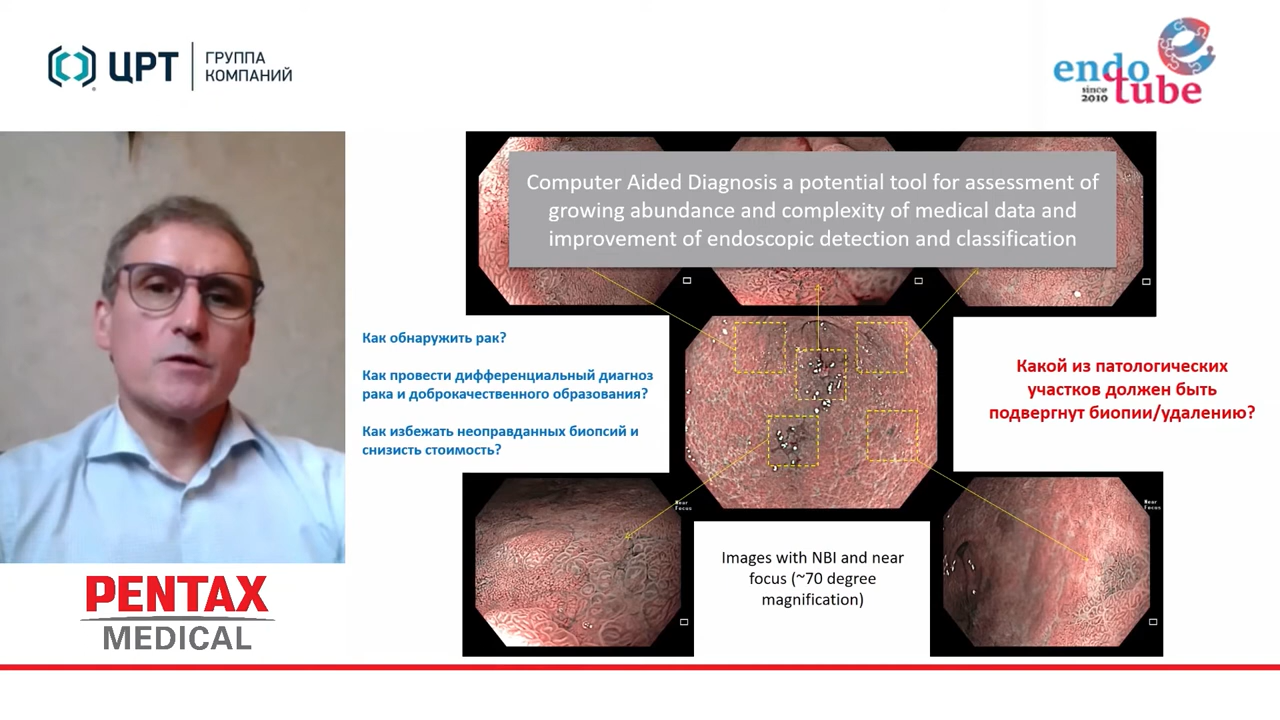 ЦРТ
ГРУППА
КОМПАНИЙ
endo
since
2010
tube
Computer Aided Diagnosis a potential tool for assessment of
growing abundance and complexity of medical data and
improvement of endoscopic detection and classification
Как обнаружить рак?
Как провести дифференциальный диагноз
рака и доброкачественного образования?
Как избежать неоправданных биопсий и
снизисть стоимость?
Какой из патологических
участков должен быть
подвергнут биопии/удалению?
Near
Focus
Near
Focus
Images with NBI and near
focus (~70 degree
magnification)
PENTAX
MEDICAL